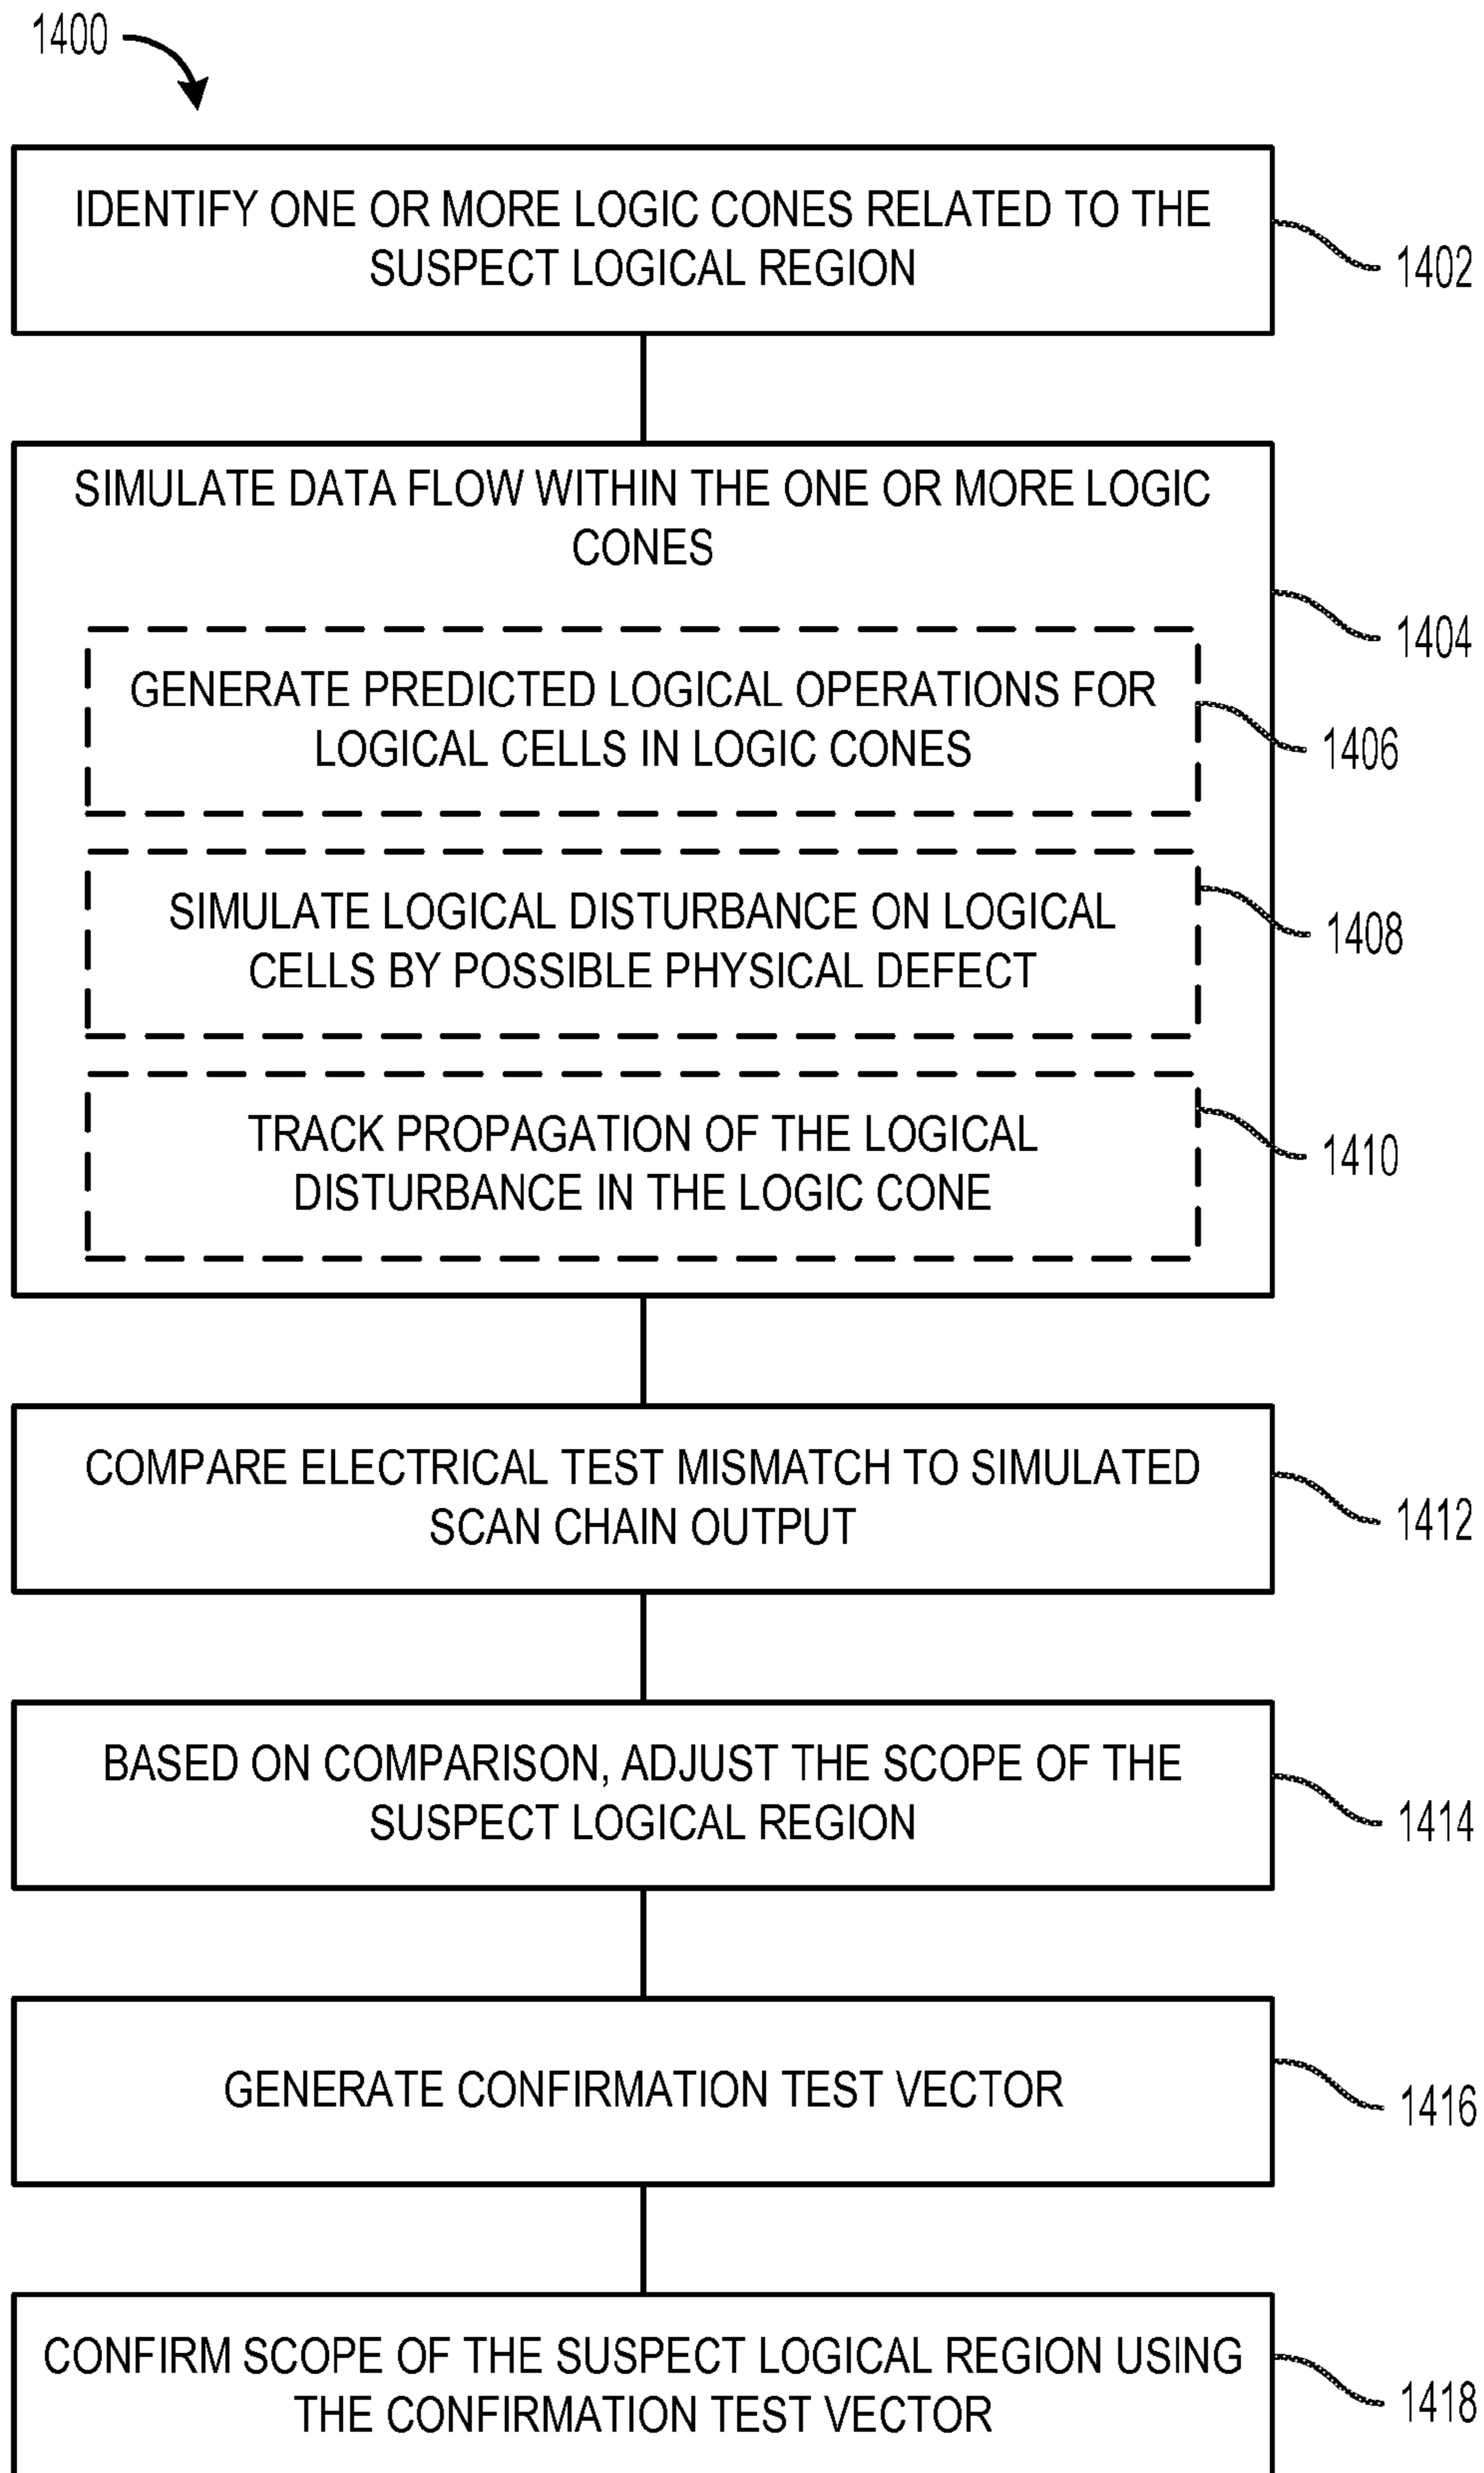 1400
IDENTIFY ONE OR MORE LOGIC CONES RELATED TO THE
SUSPECT LOGICAL REGION
1402
SIMULATE DATA FLOW WITHIN THE ONE OR MORE LOGIC
CONES
1404
GENERATE PREDICTED LOGICAL OPERATIONS FOR
LOGICAL CELLS IN LOGIC CONES
1406
SIMULATE LOGICAL DISTURBANCE ON LOGICAL
CELLS BY POSSIBLE PHYSICAL DEFECT
1408
TRACK PROPAGATION OF THE LOGICAL
DISTURBANCE IN THE LOGIC CONE
1410
COMPARE ELECTRICAL TEST MISMATCH TO SIMULATED
SCAN CHAIN OUTPUT
1412
BASED ON COMPARISON, ADJUST THE SCOPE OF THE
SUSPECT LOGICAL REGION
1414
GENERATE CONFIRMATION TEST VECTOR
1416
CONFIRM SCOPE OF THE SUSPECT LOGICAL REGION USING
THE CONFIRMATION TEST VECTOR
1418